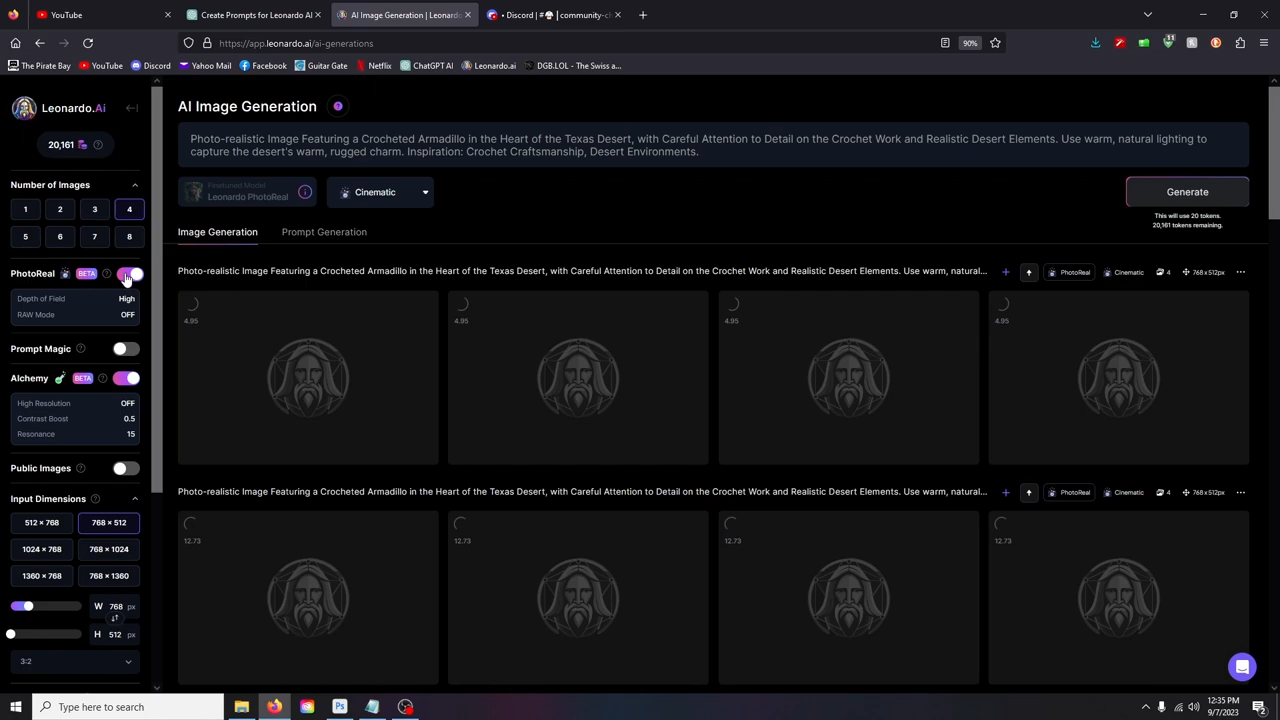 YouTube
Create Prompts for Leonardo AI
AI Image Generation | Leonardo
• Discord | #
| community-c
https://app.leonardo.ai/ai-generations
90%
11
The Pirate Bay
YouTube
Discord
Yahoo Mail
Facebook
Guitar Gate
Netflix
ChatGPT AI
Leonardo.ai
DGB.LOL - The Swiss a...
Leonardo.Ai
20,161
Number of Images
1 2 3 4
5 6 7 8
PhotoReal BETA
Depth of Field High
RAW Mode OFF
Prompt Magic
Alchemy BETA
High Resolution OFF
Contrast Boost 0.5
Resonance 15
Public Images
Input Dimensions
512 × 768 768 × 512
1024 × 768 768 × 1024
1360 × 768 768 × 1360
W 768 px
H 512 px
3:2
AI Image Generation
Photo-realistic Image Featuring a Crocheted Armadillo in the Heart of the Texas Desert, with Careful Attention to Detail on the Crochet Work and Realistic Desert Elements. Use warm, natural lighting to
capture the desert's warm, rugged charm. Inspiration: Crochet Craftsmanship, Desert Environments.
Finetuned Model
Leonardo PhotoReal
Cinematic
Generate
This will use 20 tokens.
20,161 tokens remaining.
Image Generation Prompt Generation
Photo-realistic Image Featuring a Crocheted Armadillo in the Heart of the Texas Desert, with Careful Attention to Detail on the Crochet Work and Realistic Desert Elements. Use warm, natural... PhotoReal Cinematic 4 768 x 512px
4.95 4.95 4.95 4.95
Photo-realistic Image Featuring a Crocheted Armadillo in the Heart of the Texas Desert, with Careful Attention to Detail on the Crochet Work and Realistic Desert Elements. Use warm, natural... PhotoReal Cinematic 4 768 x 512px
12.73 12.73 12.73 12.73
Type here to search
Ps
12:35 PM
9/7/2023
2